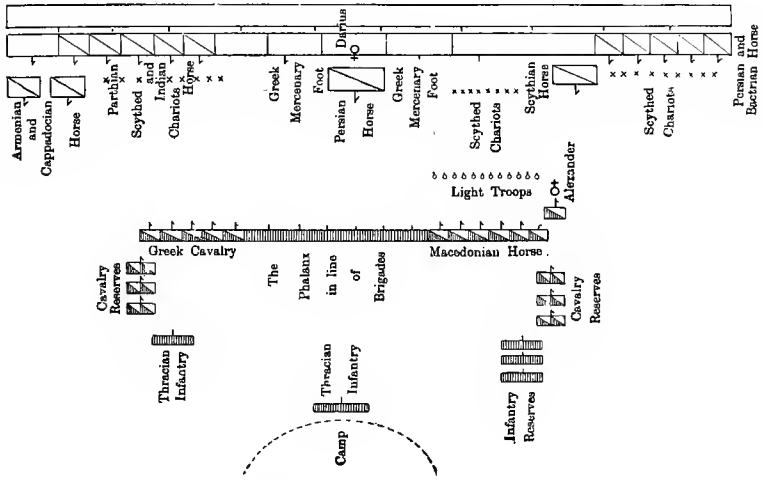 Darius
Armenian
and
Cappadocian
Horse
Parthian
Scythed and
Indian
Chariots
Horse
Greek
Mercenary
Foot
Persian
Horse
Greek
Mercenary
Foot
Scythed
Chariots
Scythian
Horse
Scythed
Chariots
Persian and
Bactrian Horse
Light Troops
Alexander
Greek Cavalry
The
Phalanx
in line
of
Brigades
Macedonian Horse
Cavalry
Reserves
Cavalry
Reserves
Thracian
Infantry
Thracian
Infantry
Infantry
Reserves
Camp